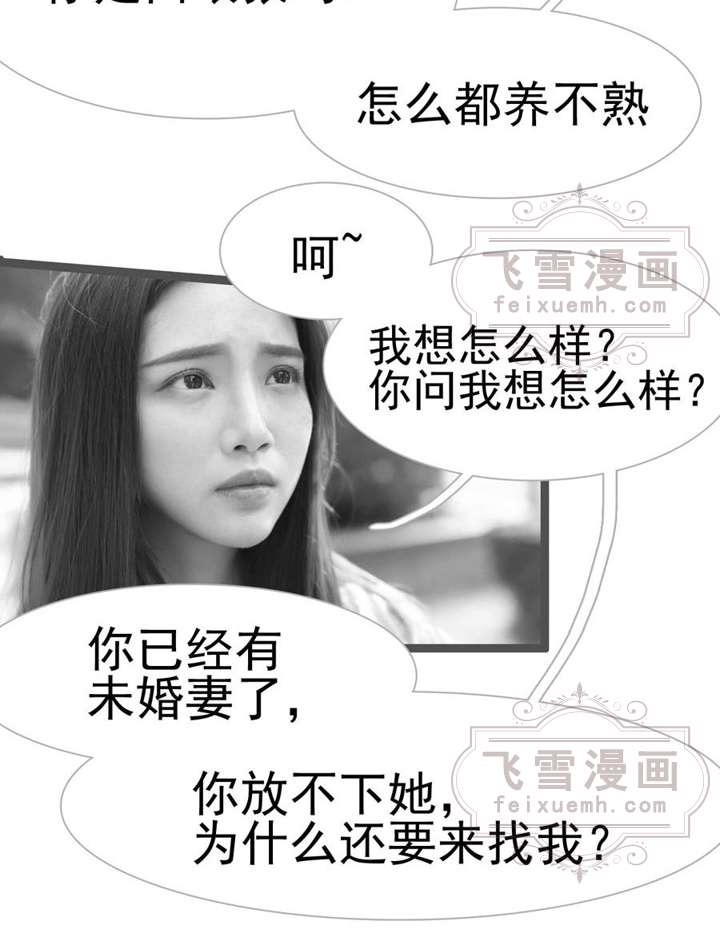 怎么都养不熟
呵~
飞雪漫画
feixuemh.com
我想怎么样?
你问我想怎么样?
你已经有
未婚妻了,
你放不下她,
为什么还要来找我?
飞雪漫画
feixuemh.com